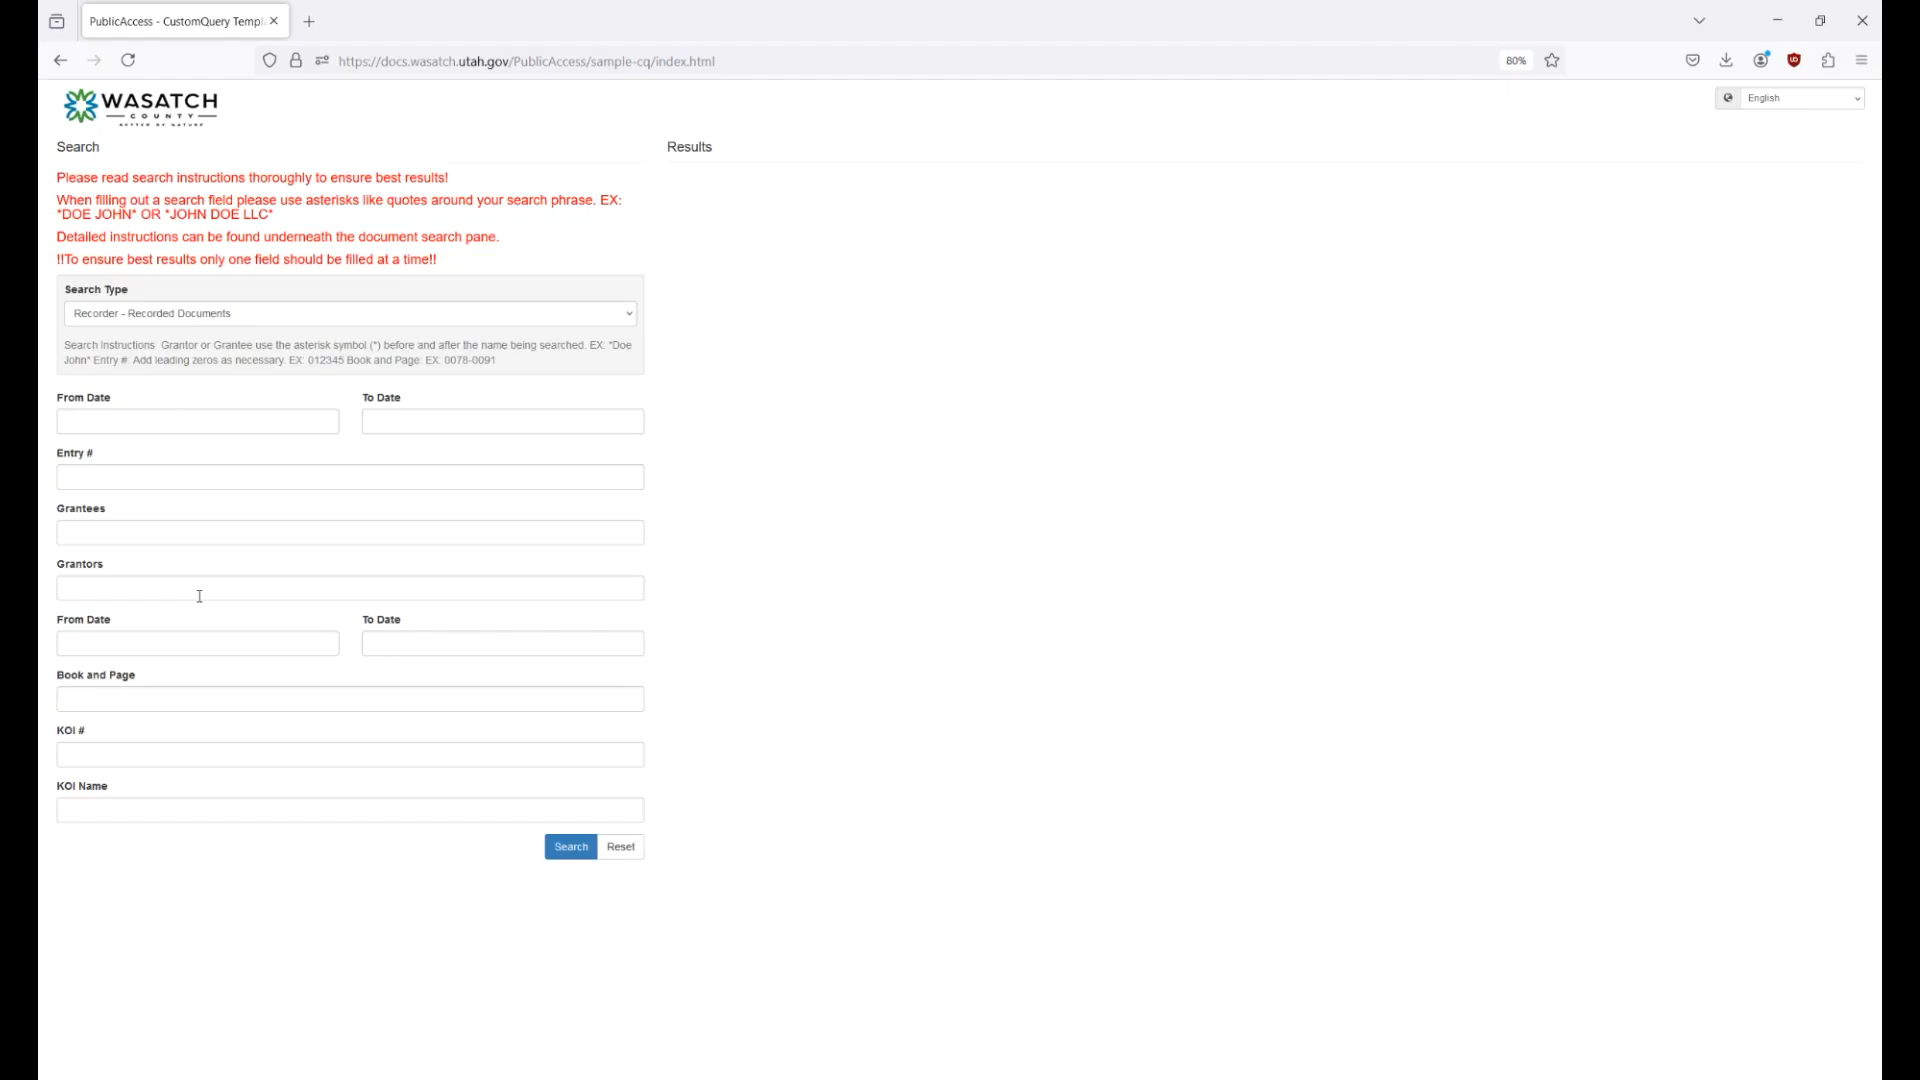 PublicAccess - CustomQuery Templ
https://docs.wasatch.utah.gov/PublicAccess/sample-cq/index.html
80%
WASATCH
COUNTY
BETTER BY NATURE
English
Search
Results
Please read search instructions thoroughly to ensure best results!
When filling out a search field please use asterisks like quotes around your search phrase. EX:
*DOE JOHN* OR *JOHN DOE LLC*
Detailed instructions can be found underneath the document search pane.
!!To ensure best results only one field should be filled at a time!!
Search Type
Recorder - Recorded Documents
Search Instructions Grantor or Grantee use the asterisk symbol (*) before and after the name being searched. EX: *Doe
John* Entry #: Add leading zeros as necessary. EX: 012345 Book and Page: EX. 0078-0091
From Date
To Date
Entry #
Grantees
Grantors
From Date
To Date
Book and Page
KOI #
KOI Name
Search
Reset